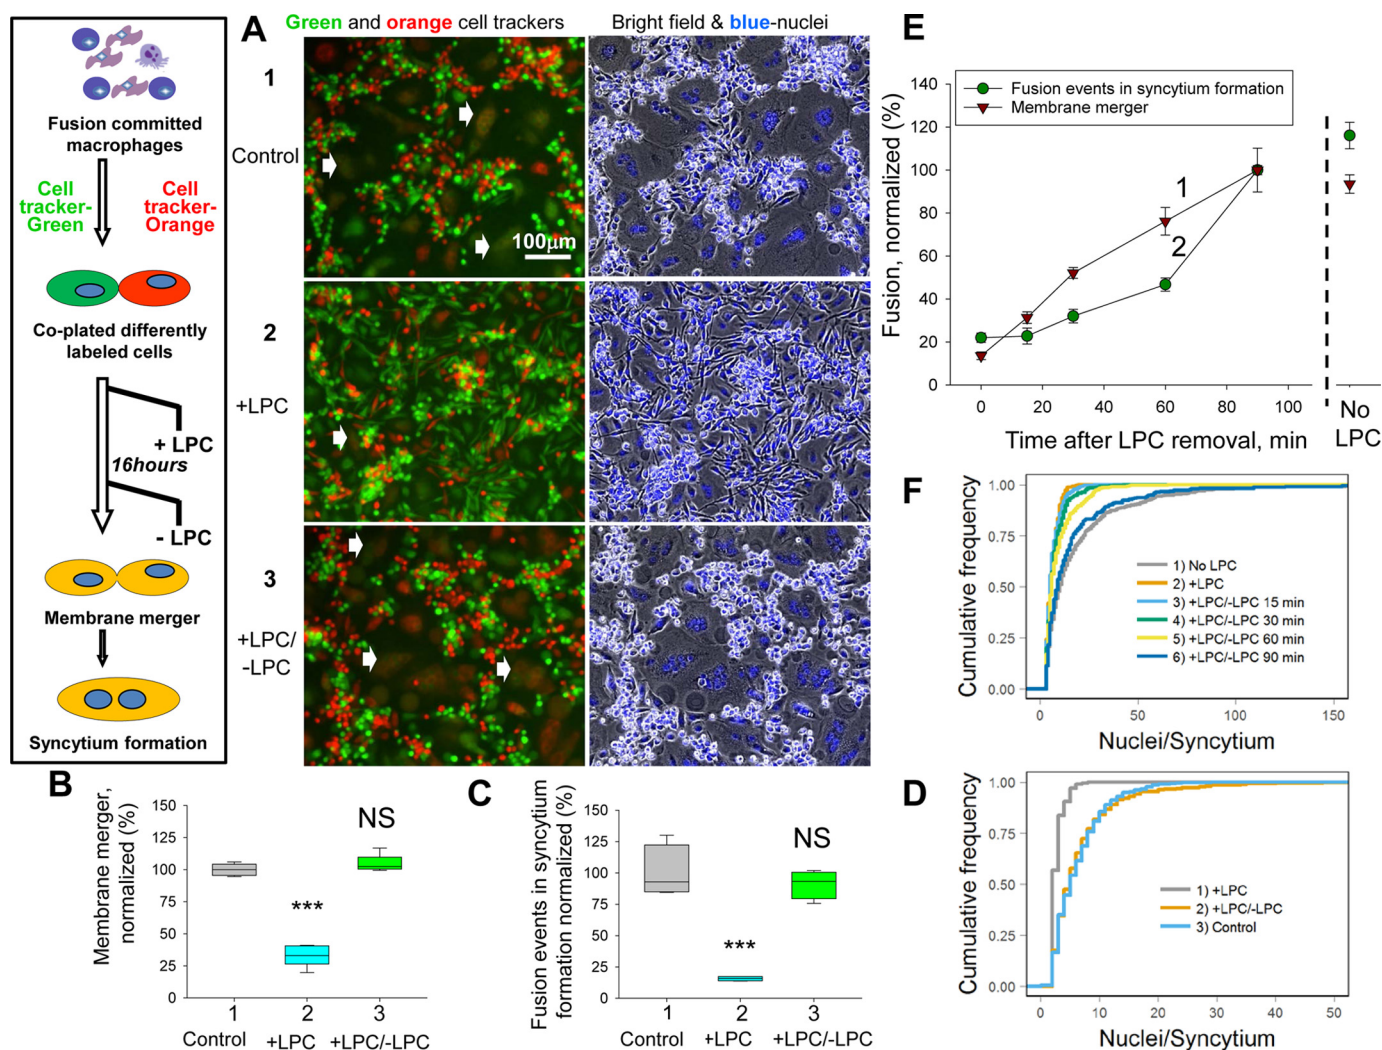 Fusion committed
macrophages
Cell
tracker-
Green
Cell
tracker-
Orange
Co-plated differently
labeled cells
+ LPC
16hours
- LPC
Membrane merger
Syncytium formation
A
Green and orange cell trackers
Bright field & blue-nuclei
1
Control
100µm
2
+LPC
3
+LPC/
-LPC
B
Membrane merger,
normalized (%)
150
125
100
75
50
25
0
***
NS
1
2
3
Control
+LPC
+LPC/-LPC
C
Fusion events in syncytium
formation normalized (%)
150
125
100
75
50
25
0
***
NS
1
2
3
Control
+LPC
+LPC/-LPC
E
Fusion, normalized (%)
140
120
100
80
60
40
20
0
Fusion events in syncytium formation
Membrane merger
1
2
0
20
40
60
80
100
Time after LPC removal, min
No
LPC
F
Cumulative frequency
1.00
0.75
0.50
0.25
0.00
1) No LPC
2) +LPC
3) +LPC/-LPC 15 min
4) +LPC/-LPC 30 min
5) +LPC/-LPC 60 min
6) +LPC/-LPC 90 min
0
50
100
150
Nuclei/Syncytium
D
Cumulative frequency
1.00
0.75
0.50
0.25
0.00
1) +LPC
2) +LPC/-LPC
3) Control
0
10
20
30
40
50
Nuclei/Syncytium